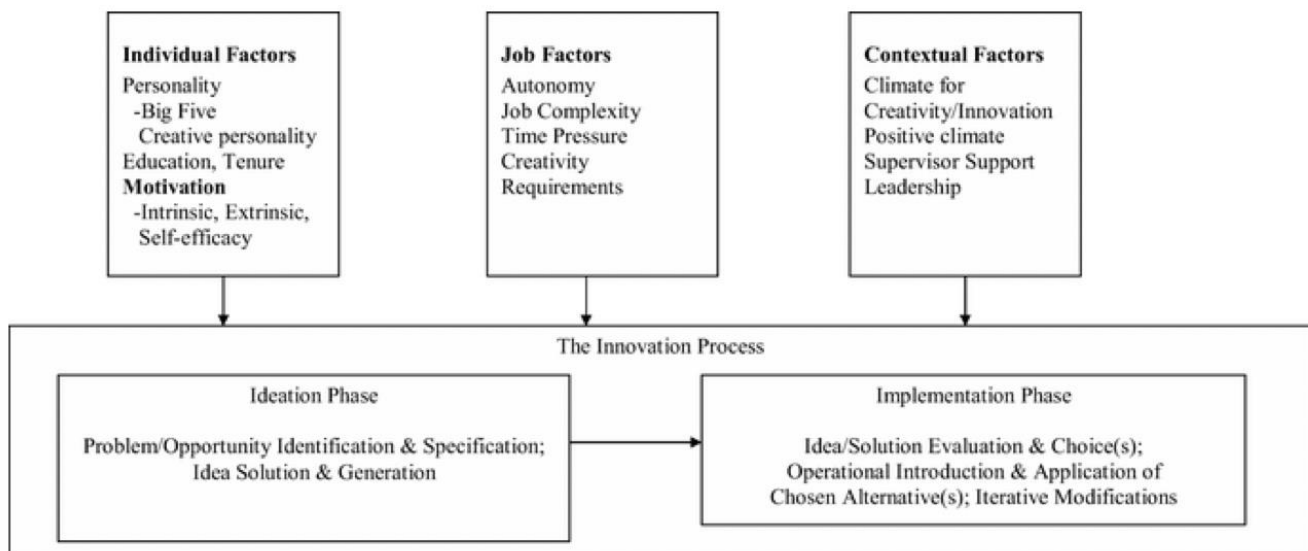 Individual Factors
Personality
-Big Five
Creative personality
Education, Tenure
Motivation
-Intrinsic, Extrinsic,
Self-efficacy
Job Factors
Autonomy
Job Complexity
Time Pressure
Creativity
Requirements
Contextual Factors
Climate for
Creativity/Innovation
Positive climate
Supervisor Support
Leadership
The Innovation Process
Ideation Phase
Problem/Opportunity Identification & Specification;
Idea Solution & Generation
Implementation Phase
Idea/Solution Evaluation & Choice(s);
Operational Introduction & Application of
Chosen Alternative(s); Iterative Modifications